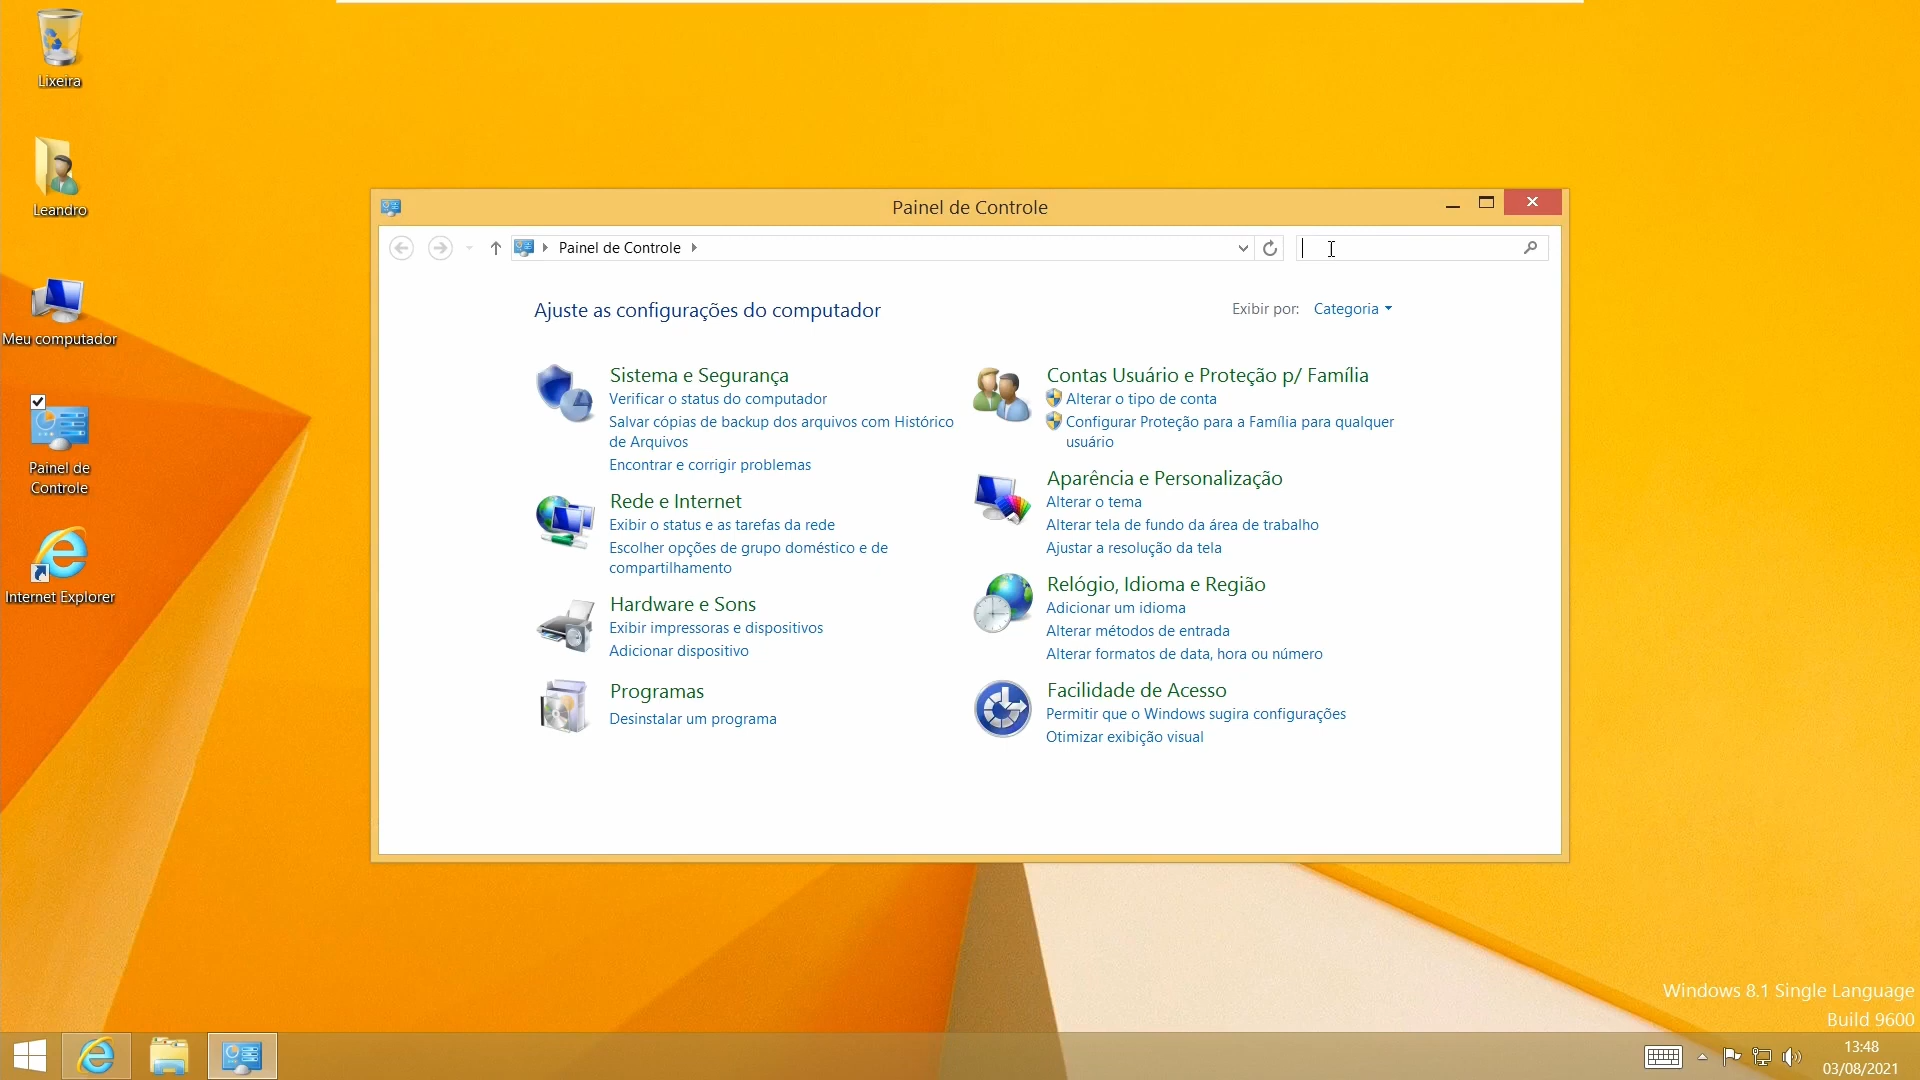 Lixeira
Leandro
Meu computador
Painel de
Controle
Internet Explorer
Painel de Controle
Painel de Controle
Ajuste as configurações do computador
Exibir por: Categoria
Sistema e Segurança
Verificar o status do computador
Salvar cópias de backup dos arquivos com Histórico
de Arquivos
Encontrar e corrigir problemas
Rede e Internet
Exibir o status e as tarefas da rede
Escolher opções de grupo doméstico e de
compartilhamento
Hardware e Sons
Exibir impressoras e dispositivos
Adicionar dispositivo
Programas
Desinstalar um programa
Contas Usuário e Proteção p/ Família
Alterar o tipo de conta
Configurar Proteção para a Família para qualquer
usuário
Aparência e Personalização
Alterar o tema
Alterar tela de fundo da área de trabalho
Ajustar a resolução da tela
Relógio, Idioma e Região
Adicionar um idioma
Alterar métodos de entrada
Alterar formatos de data, hora ou número
Facilidade de Acesso
Permitir que o Windows sugira configurações
Otimizar exibição visual
Windows 8.1 Single Language
Build 9600
13:48
03/08/2021